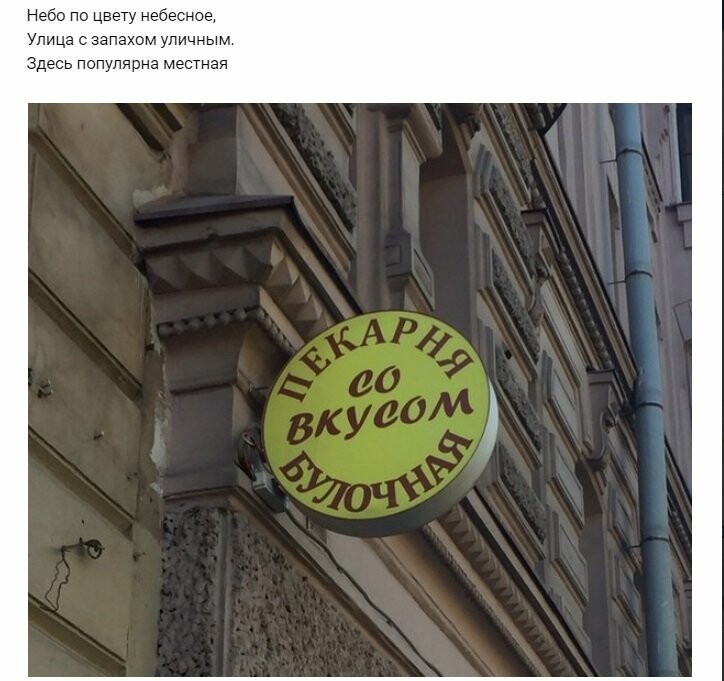 Небо по цвету небесное,
Улица с запахом уличным.
Здесь популярна местная
ПЕКАРНЯ
СО
ВКУСОМ
БУЛОЧНАЯ